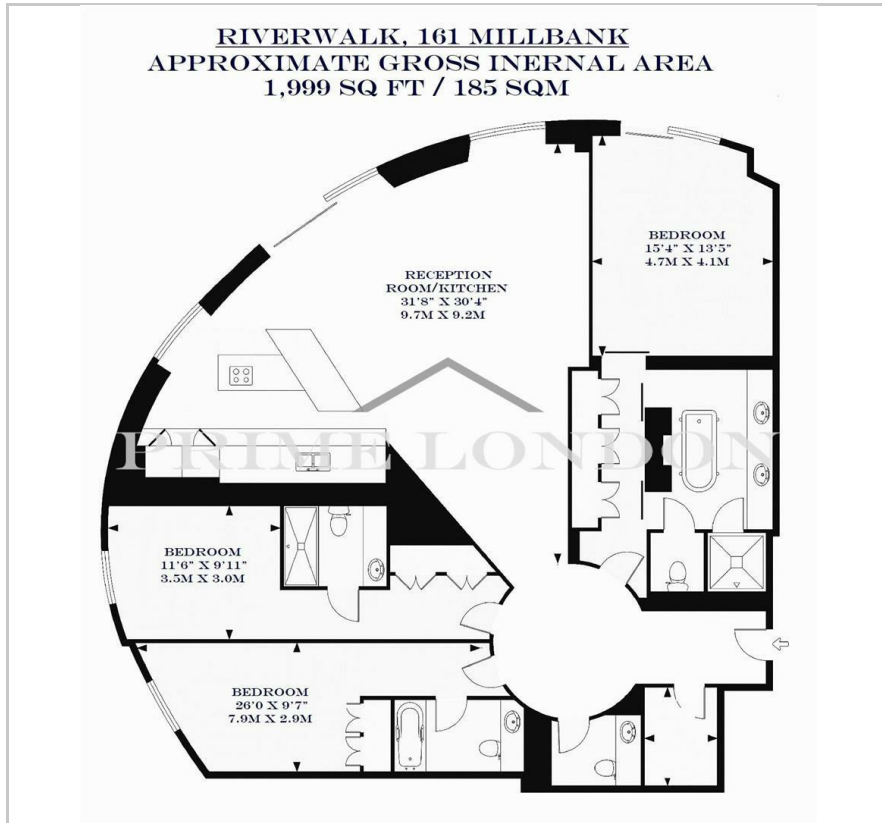 RIVERWALK, 161 MILLBANK
APPROXIMATE GROSS INERNAL AREA
1,999 SQ FT / 185 SQM
BEDROOM
15'4" X 13'5"
4.7M X 4.1M
RECEPTION
ROOM/KITCHEN
31'8" X 30'4"
9.7M X 9.2M
PRIME LONDON
BEDROOM
11'6" X 9'11"
3.5M X 3.0M
BEDROOM
26'0 X 9'7"
7.9M X 2.9M